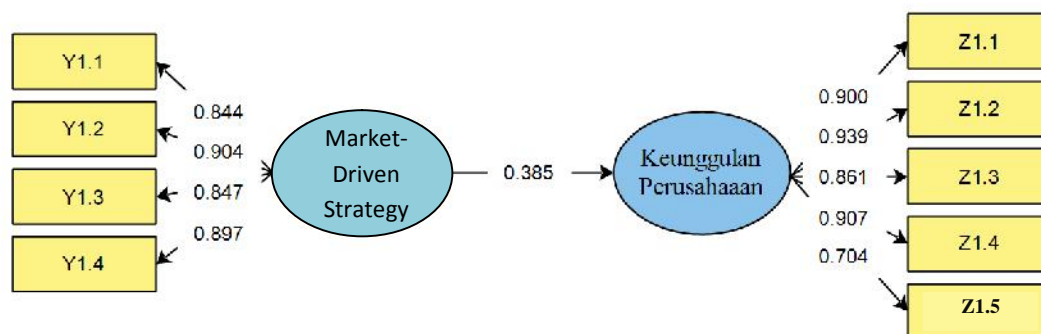 Y1.1
Y1.2
Y1.3
Y1.4
0.844
0.904
0.847
0.897
Market-
Driven
Strategy
0.385
Keunggulan
Perusahaaan
0.900
0.939
0.861
0.907
0.704
Z1.1
Z1.2
Z1.3
Z1.4
Z1.5